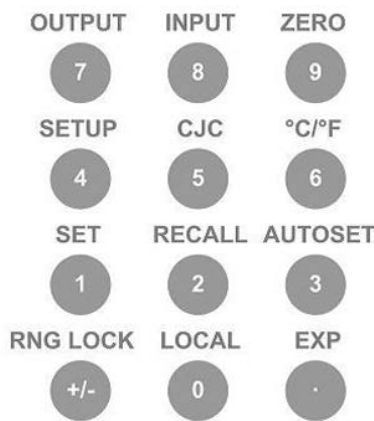 OUTPUT INPUT ZERO
7 8 9
SETUP CJC °C/°F
4 5 6
SET RECALL AUTOSET
1 2 3
RNG LOCK LOCAL EXP
+/- 0 .